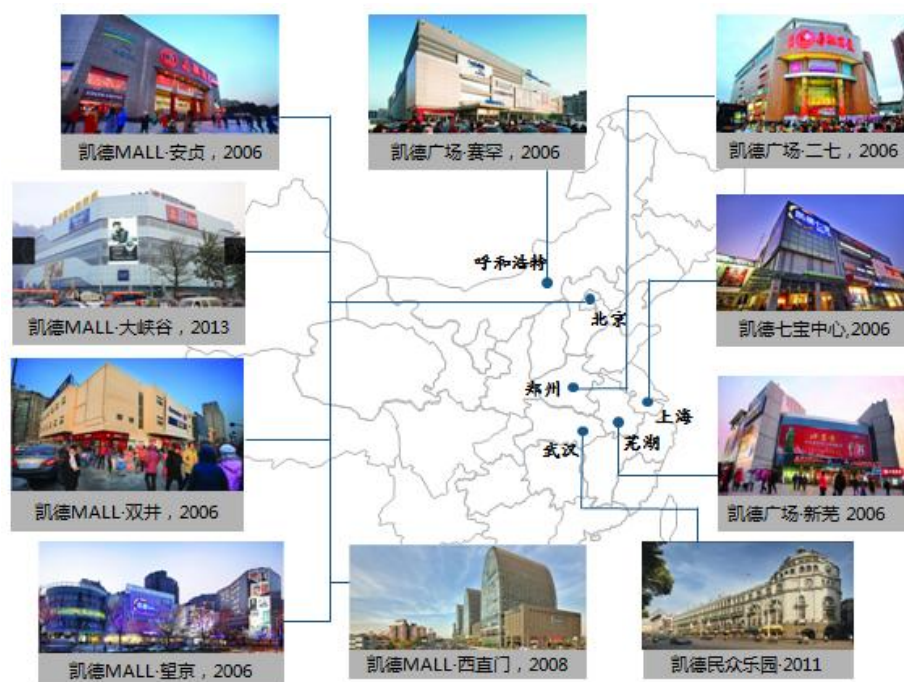 凯德MALL·安贞，2006
凯德广场·赛罕，2006
凯德广场·二七，2006
凯德MALL·大峡谷，2013
呼和浩特
北京
凯德七宝中心,2006
郑州
上海
武汉
芜湖
凯德MALL·双井，2006
凯德广场·新芜 2006
凯德MALL·望京，2006
凯德MALL·西直门，2008
凯德民众乐园·2011